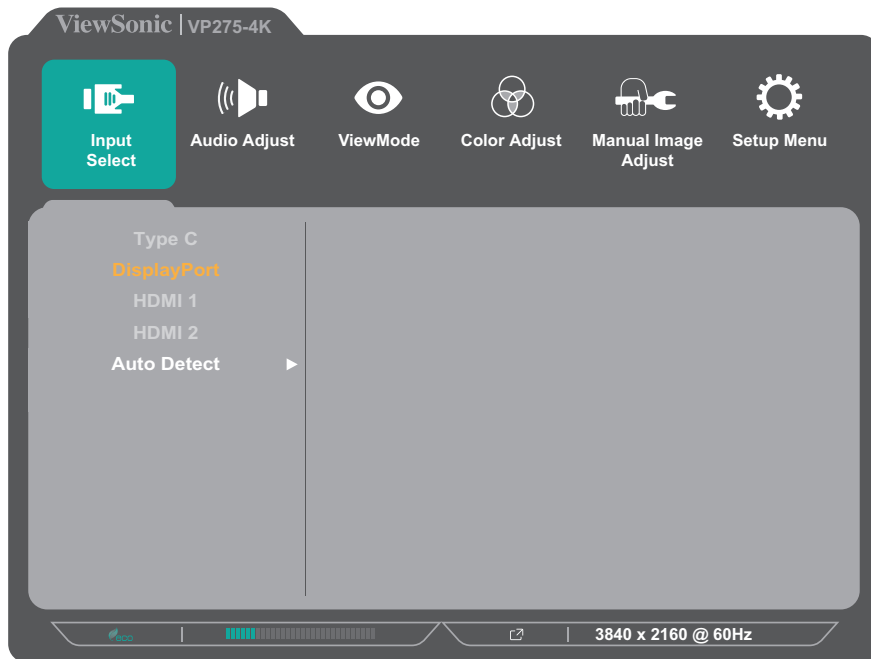 ViewSonic | VP275-4K
Input
Select
Audio Adjust
ViewMode
Color Adjust
Manual Image
Adjust
Setup Menu
Type C
DisplayPort
HDMI 1
HDMI 2
Auto Detect
eco
3840 x 2160 @ 60Hz